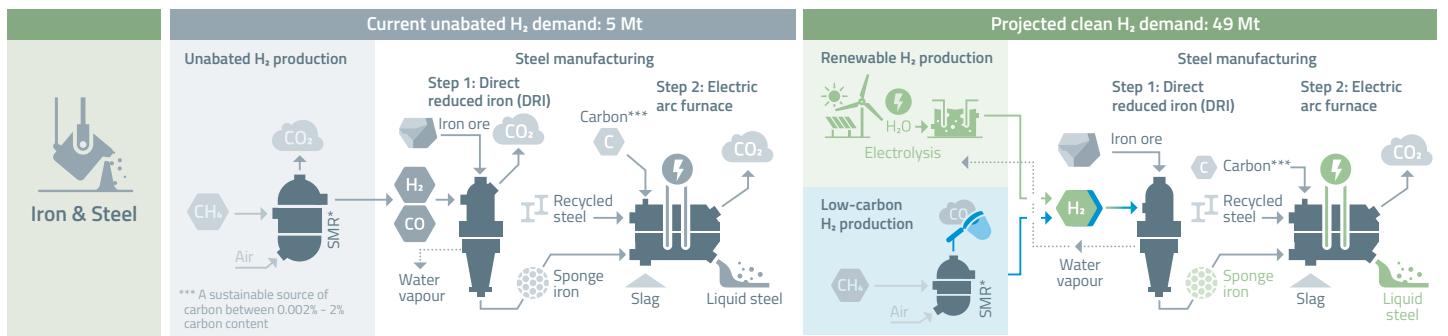 Current unabated H₂ demand: 5 Mt
Projected clean H₂ demand: 49 Mt
Iron & Steel
Unabated H₂ production
CO₂
CH₄
Air
SMR*
*** A sustainable source of
carbon between 0.002% - 2%
carbon content
Steel manufacturing
Step 1: Direct
reduced iron (DRI)
Iron ore
CO₂
H₂
CO
Water
vapour
Sponge
iron
Step 2: Electric
arc furnace
Carbon***
C
Recycled
steel
CO₂
Slag
Liquid steel
Renewable H₂ production
H₂O
Electrolysis
Low-carbon
H₂ production
CO₂
CH₄
Air
SMR*
Steel manufacturing
Step 1: Direct
reduced iron (DRI)
Iron ore
H₂
Water
vapour
Sponge
iron
Step 2: Electric
arc furnace
C
Carbon***
Recycled
steel
CO₂
Slag
Liquid
steel